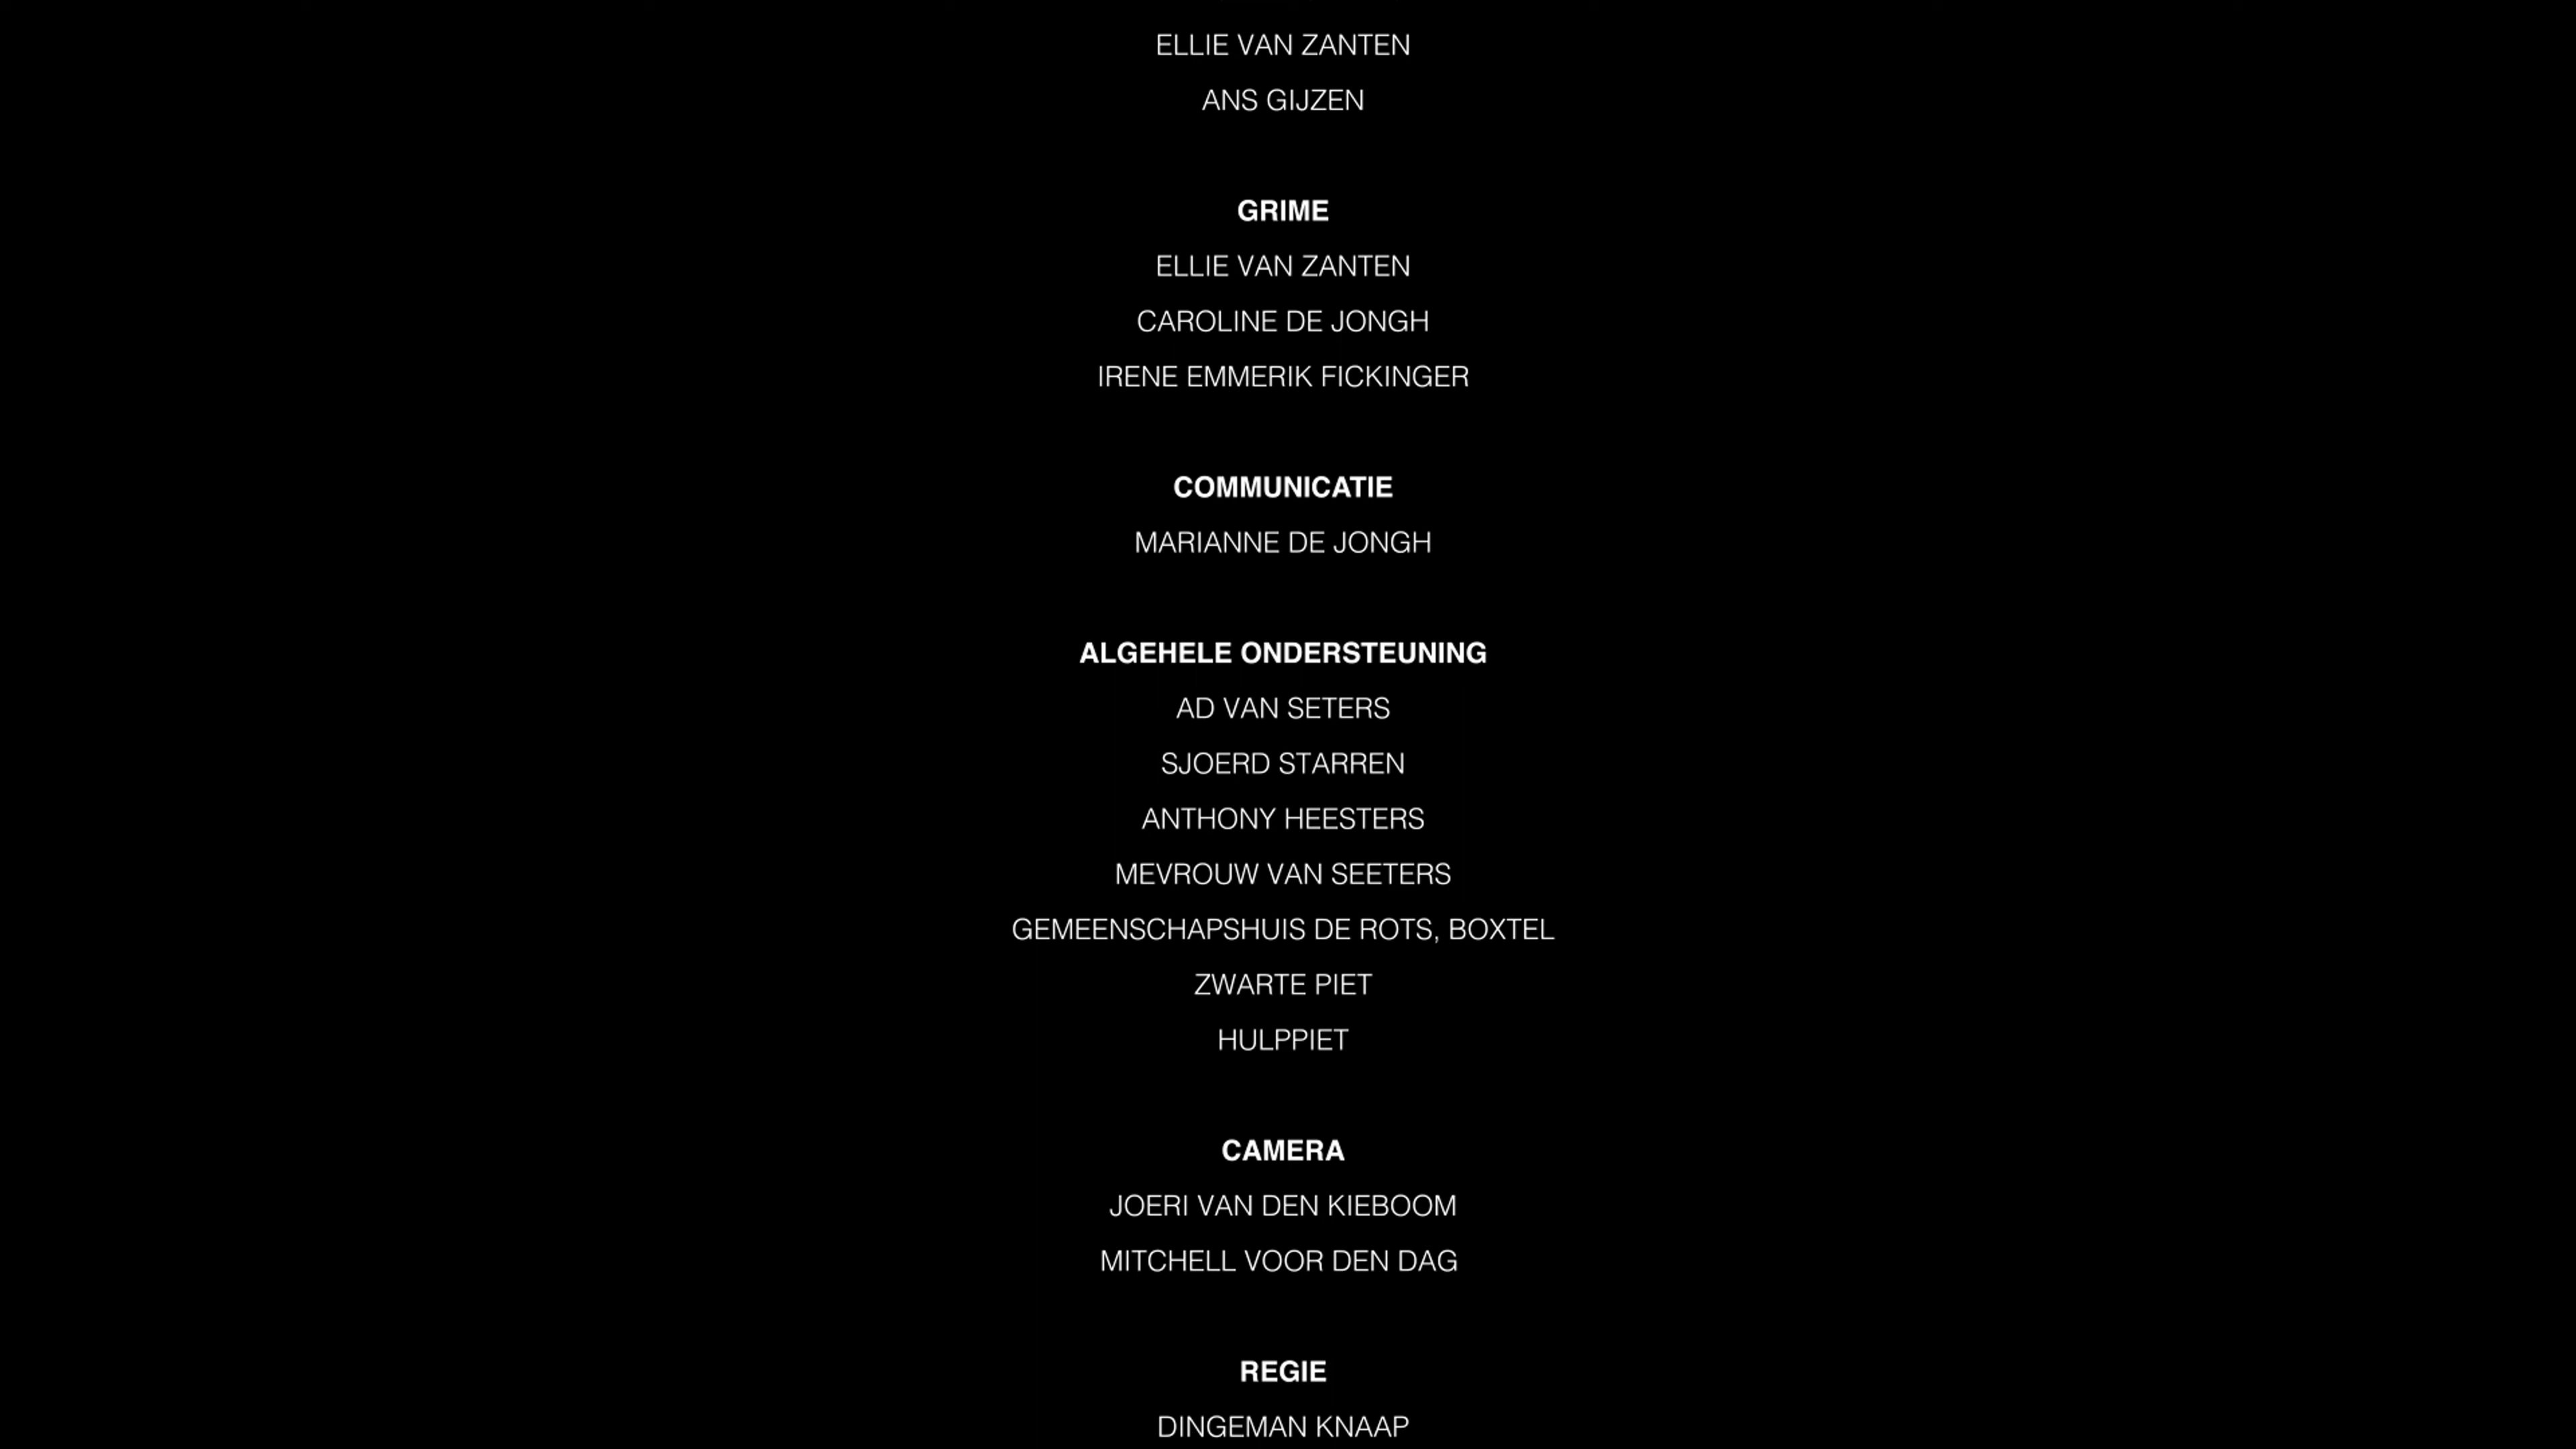 ELLIE VAN ZANTEN
ANS GIJZEN
GRIME
ELLIE VAN ZANTEN
CAROLINE DE JONGH
IRENE EMMERIK FICKINGER
COMMUNICATIE
MARIANNE DE JONGH
ALGEHELE ONDERSTEUNING
AD VAN SETERS
SJOERD STARREN
ANTHONY HEESTERS
MEVROUW VAN SEETERS
GEMEENSCHAPSHUIS DE ROTS, BOXTEL
ZWARTE PIET
HULPPIET
CAMERA
JOERI VAN DEN KIEBOOM
MITCHELL VOOR DEN DAG
REGIE
DINGEMAN KNAAP